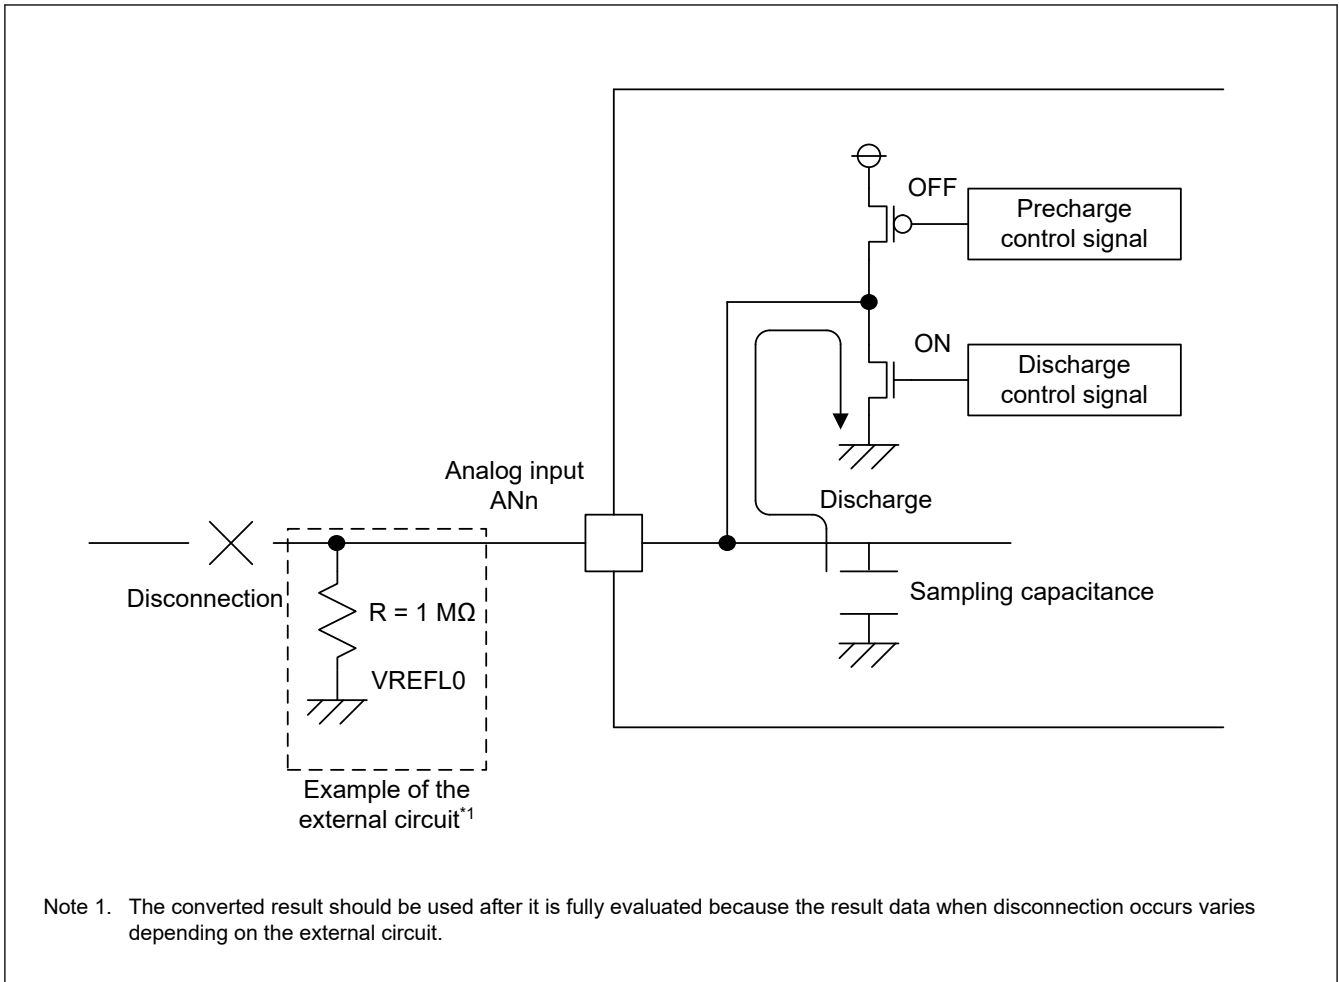 OFF
Precharge
control signal
ON
Discharge
control signal
Analog input
ANn
Discharge
Disconnection
R = 1 MΩ
Sampling capacitance
VREFL0
Example of the
external circuit*1
Note 1. The converted result should be used after it is fully evaluated because the result data when disconnection occurs varies
depending on the external circuit.